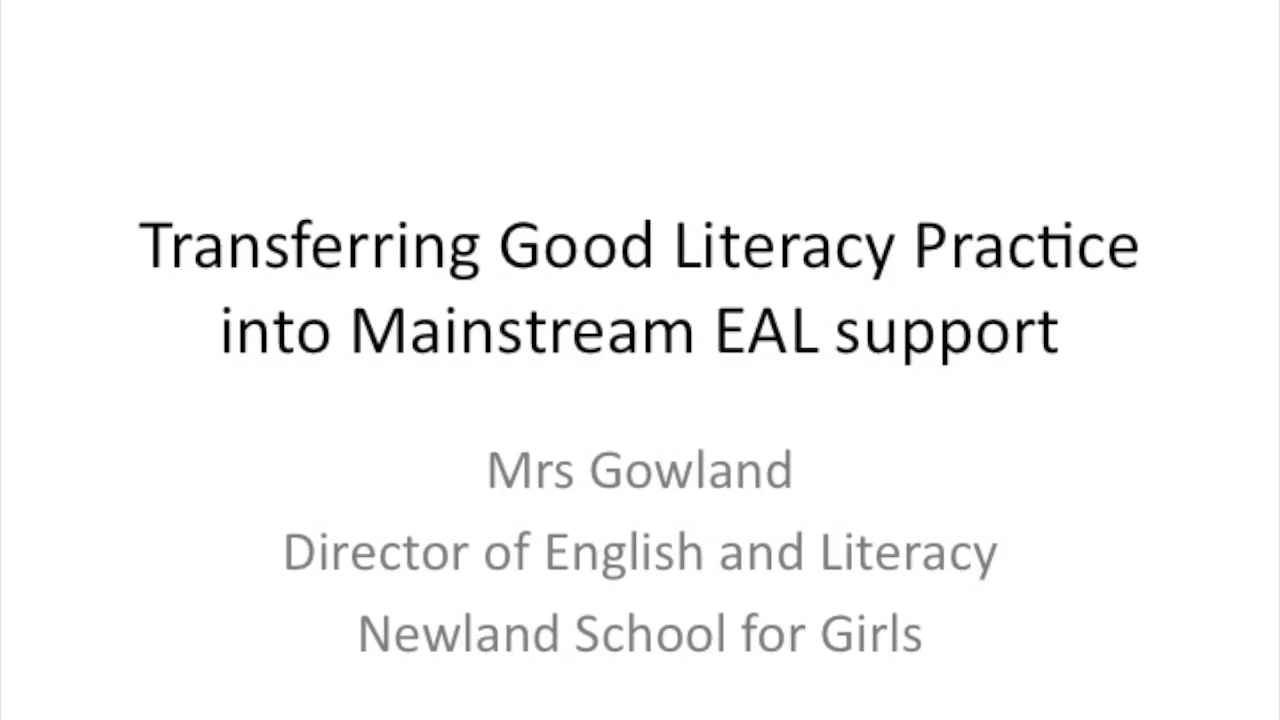 Transferring Good Literacy Practice
into Mainstream EAL support
Mrs Gowland
Director of English and Literacy
Newland School for Girls